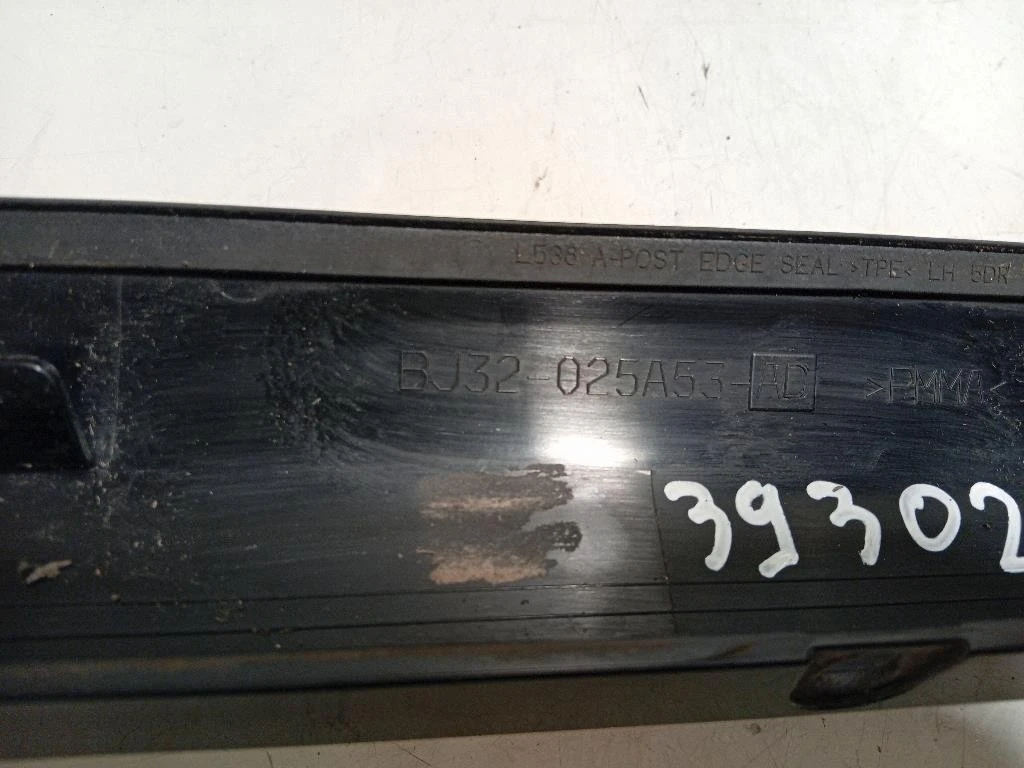 L538 A-POST EDGE SEAL >TPE< LH 5DR
BJ32-025A53-AD >PMMA<
39302